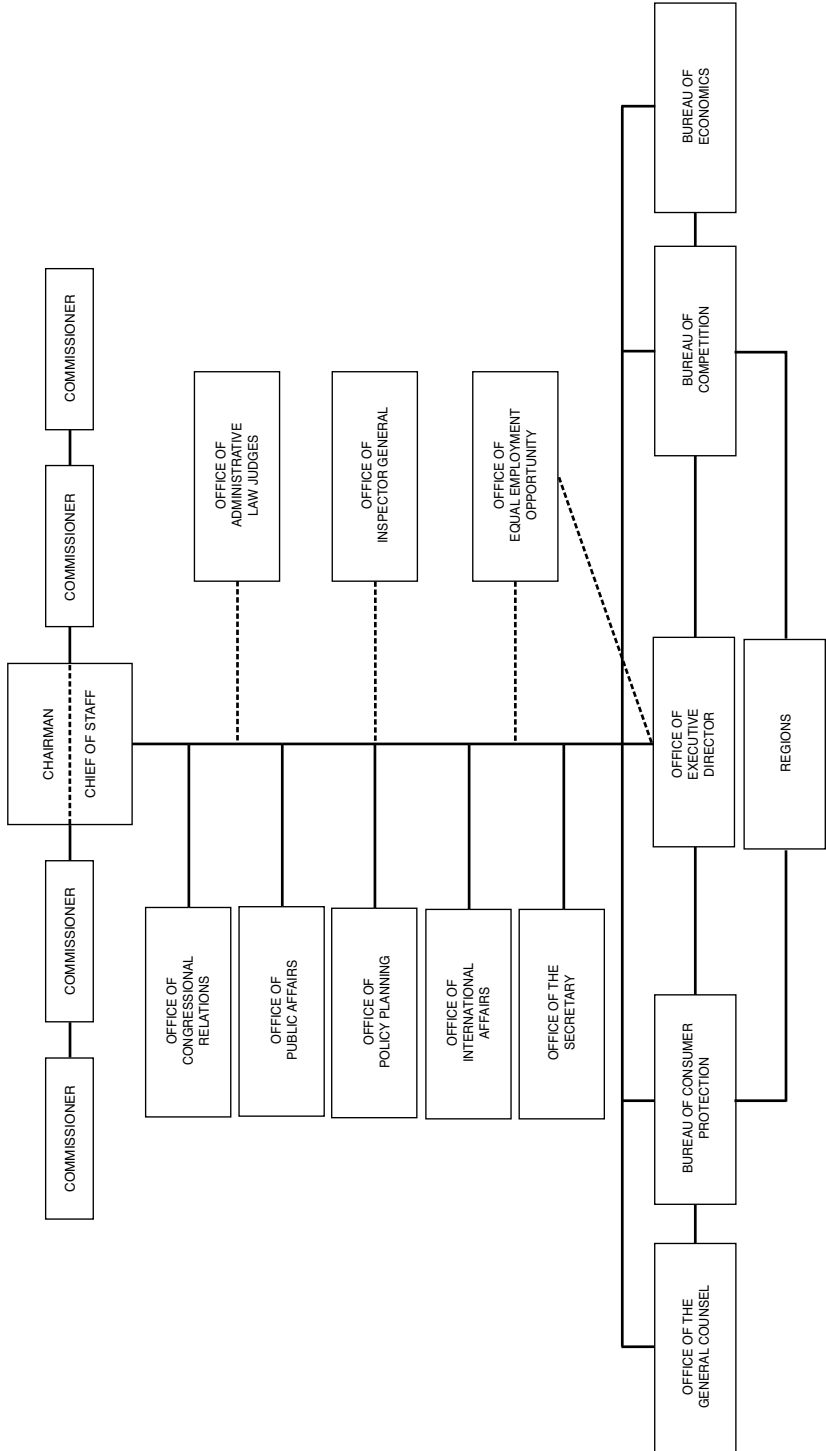 COMMISSIONER
COMMISSIONER
CHAIRMAN
CHIEF OF STAFF
COMMISSIONER
COMMISSIONER
OFFICE OF
CONGRESSIONAL
RELATIONS
OFFICE OF
PUBLIC AFFAIRS
OFFICE OF
POLICY PLANNING
OFFICE OF
INTERNATIONAL
AFFAIRS
OFFICE OF THE
SECRETARY
OFFICE OF
ADMINISTRATIVE
LAW JUDGES
OFFICE OF
INSPECTOR GENERAL
OFFICE OF
EQUAL EMPLOYMENT
OPPORTUNITY
OFFICE OF THE
GENERAL COUNSEL
BUREAU OF CONSUMER
PROTECTION
OFFICE OF
EXECUTIVE
DIRECTOR
BUREAU OF
COMPETITION
BUREAU OF
ECONOMICS
REGIONS